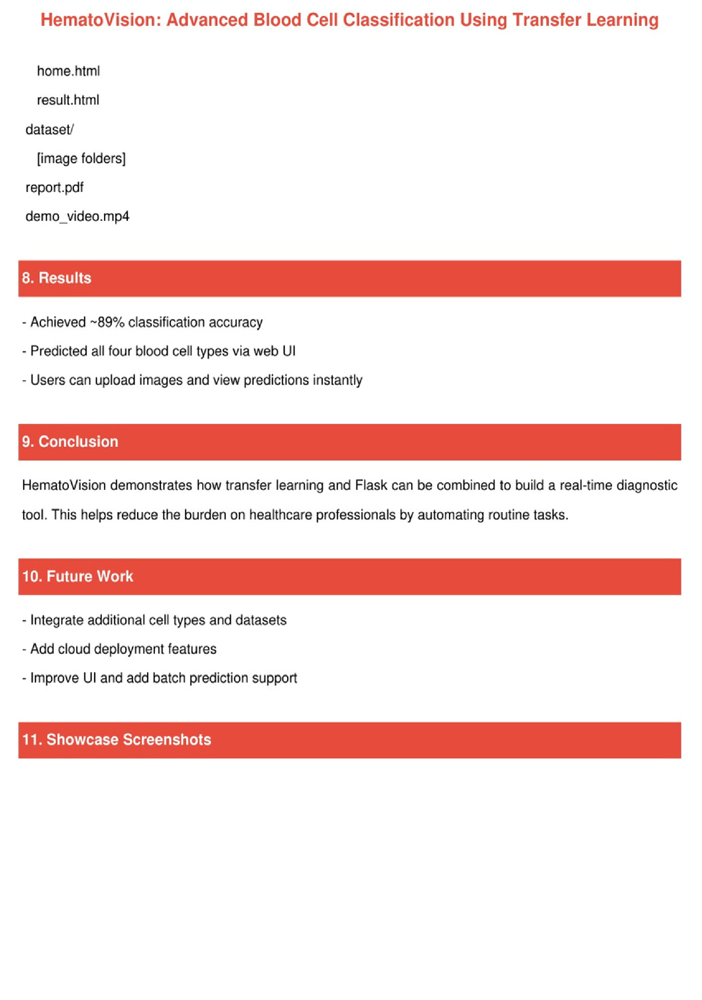 HematoVision: Advanced Blood Cell Classification Using Transfer Learning
home.html
result.html
dataset/
[image folders]
report.pdf
demo_video.mp4
8. Results
- Achieved ~89% classification accuracy
- Predicted all four blood cell types via web UI
- Users can upload images and view predictions instantly
9. Conclusion
HematoVision demonstrates how transfer learning and Flask can be combined to build a real-time diagnostic
tool. This helps reduce the burden on healthcare professionals by automating routine tasks.
10. Future Work
- Integrate additional cell types and datasets
- Add cloud deployment features
- Improve UI and add batch prediction support
11. Showcase Screenshots